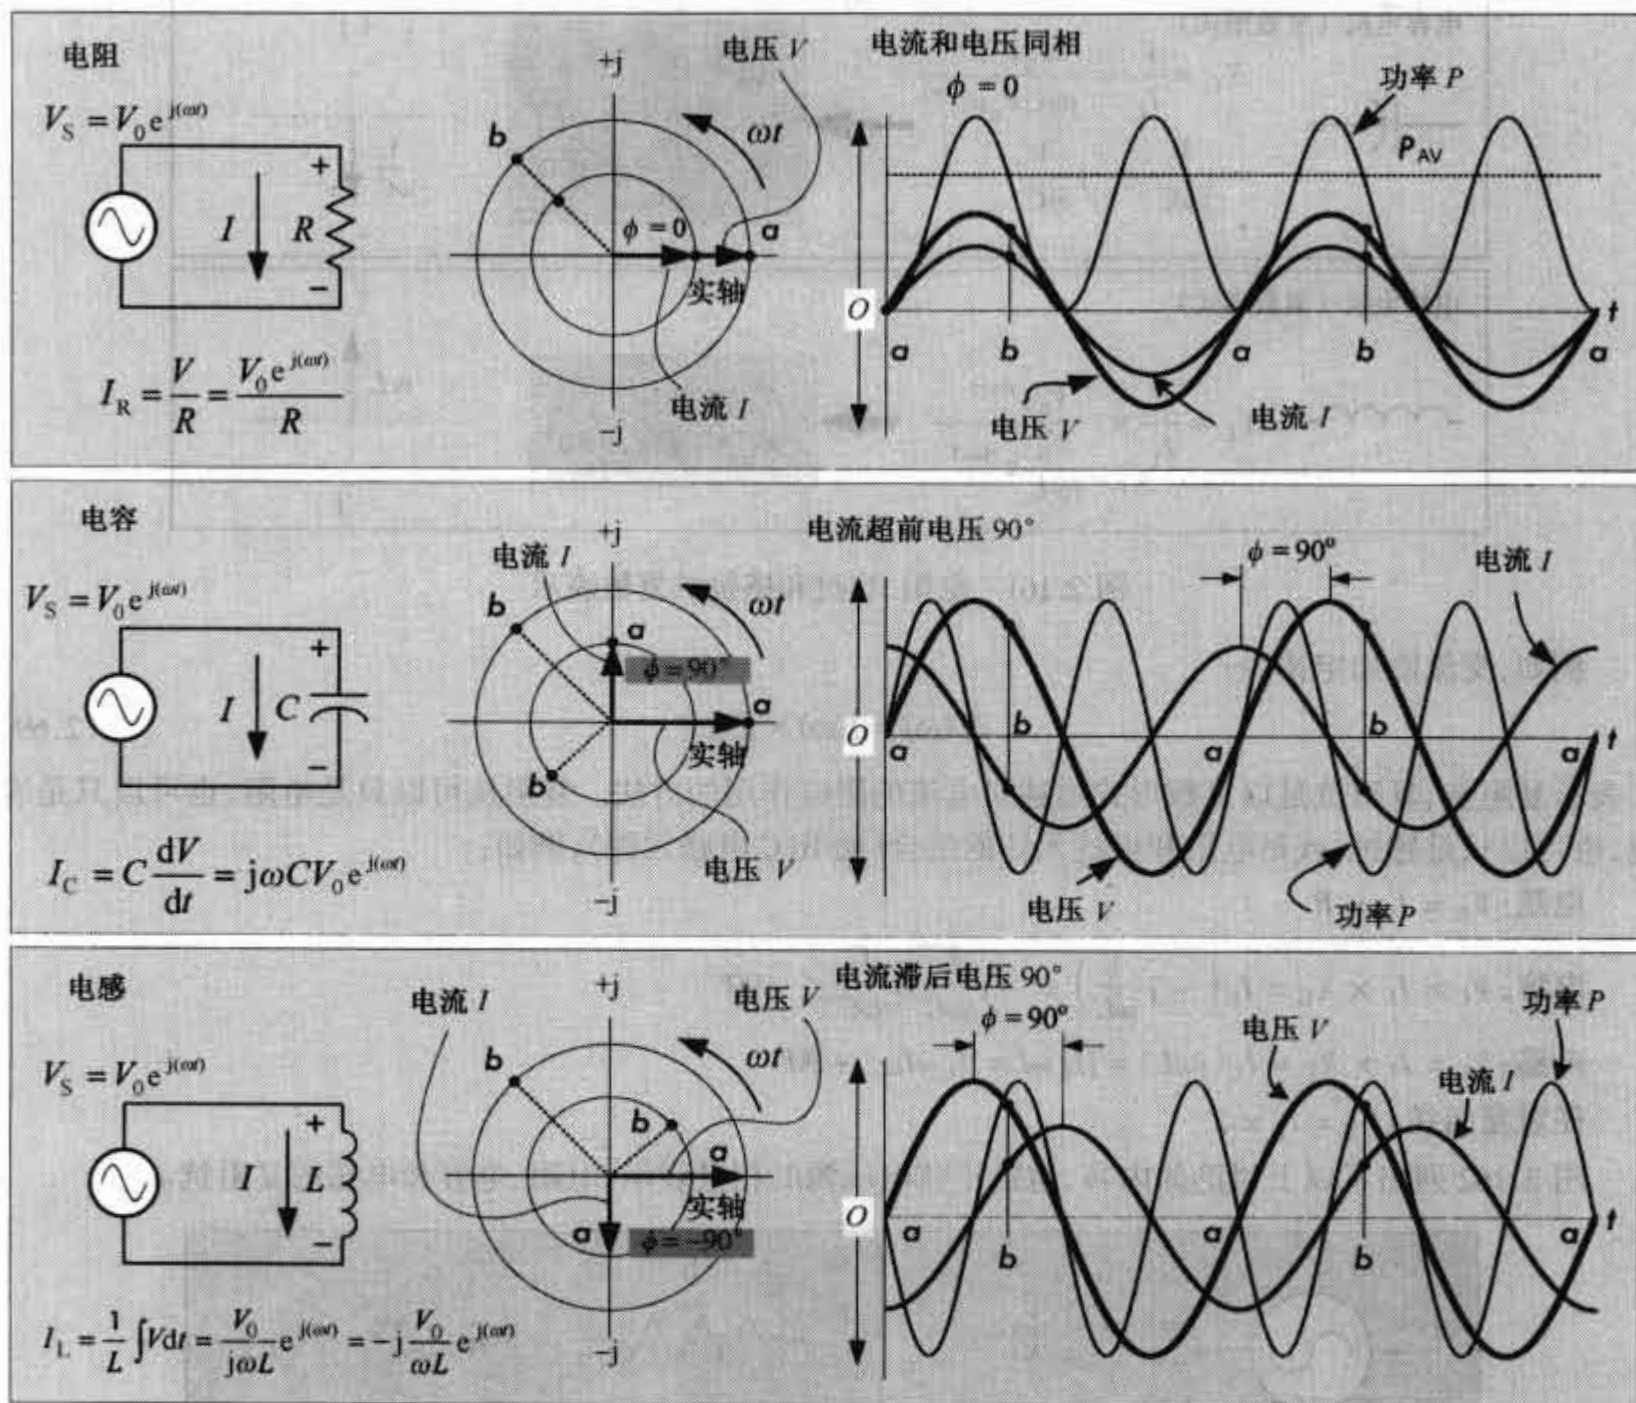 电阻
V_S = V_0 e^{j(ωt)}
I R
+
−
I_R = V/R = V_0 e^{j(ωt)}/R
+j
电压 V
b
ωt
φ = 0
a
实轴
电流 I
−j
电流和电压同相
φ = 0
功率 P
P_AV
O
a b a b a t
电压 V
电流 I
电容
V_S = V_0 e^{j(ωt)}
I C
+
−
I_C = C dV/dt = jωCV_0 e^{j(ωt)}
+j
电流 I
b
ωt
a
φ = 90°
a
实轴
b
电压 V
−j
电流超前电压 90°
φ = 90°
电流 I
O
a b a b a t
电压 V
功率 P
电感
V_S = V_0 e^{j(ωt)}
I L
+
−
I_L = 1/L ∫Vdt = V_0/jωL e^{j(ωt)} = −j V_0/ωL e^{j(ωt)}
+j
电流 I
电压 V
b
ωt
b
a
实轴
a
φ = −90°
−j
电流滞后电压 90°
φ = 90°
电压 V
功率 P
电流 I
O
a b a b a t